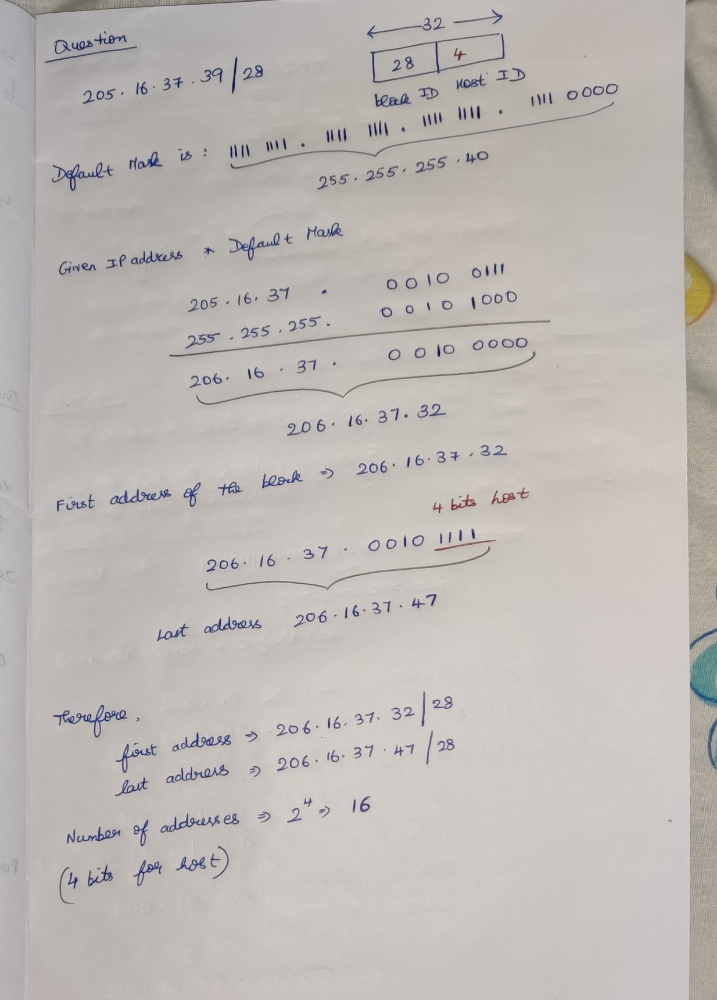 Question
205. 16. 37. 39 / 28
32
28 4
block ID Host ID
Default Mask is : 1111 1111 . 1111 1111 . 1111 1111 . 1111 0000
255. 255. 255. 40
Given IP address * Default Mask
205. 16. 37 . 0010 0111
255. 255. 255. 0010 1000
206. 16. 37. 0010 0000
206. 16. 37. 32
First address of the block ⇒ 206. 16. 37. 32
4 bits host
206. 16. 37. 0010 1111
Last address 206. 16. 37. 47
Therefore,
first address ⇒ 206. 16. 37. 32 / 28
last address ⇒ 206. 16. 37. 47 / 28
Number of addresses ⇒ 2⁴ ⇒ 16
(4 bits for host)